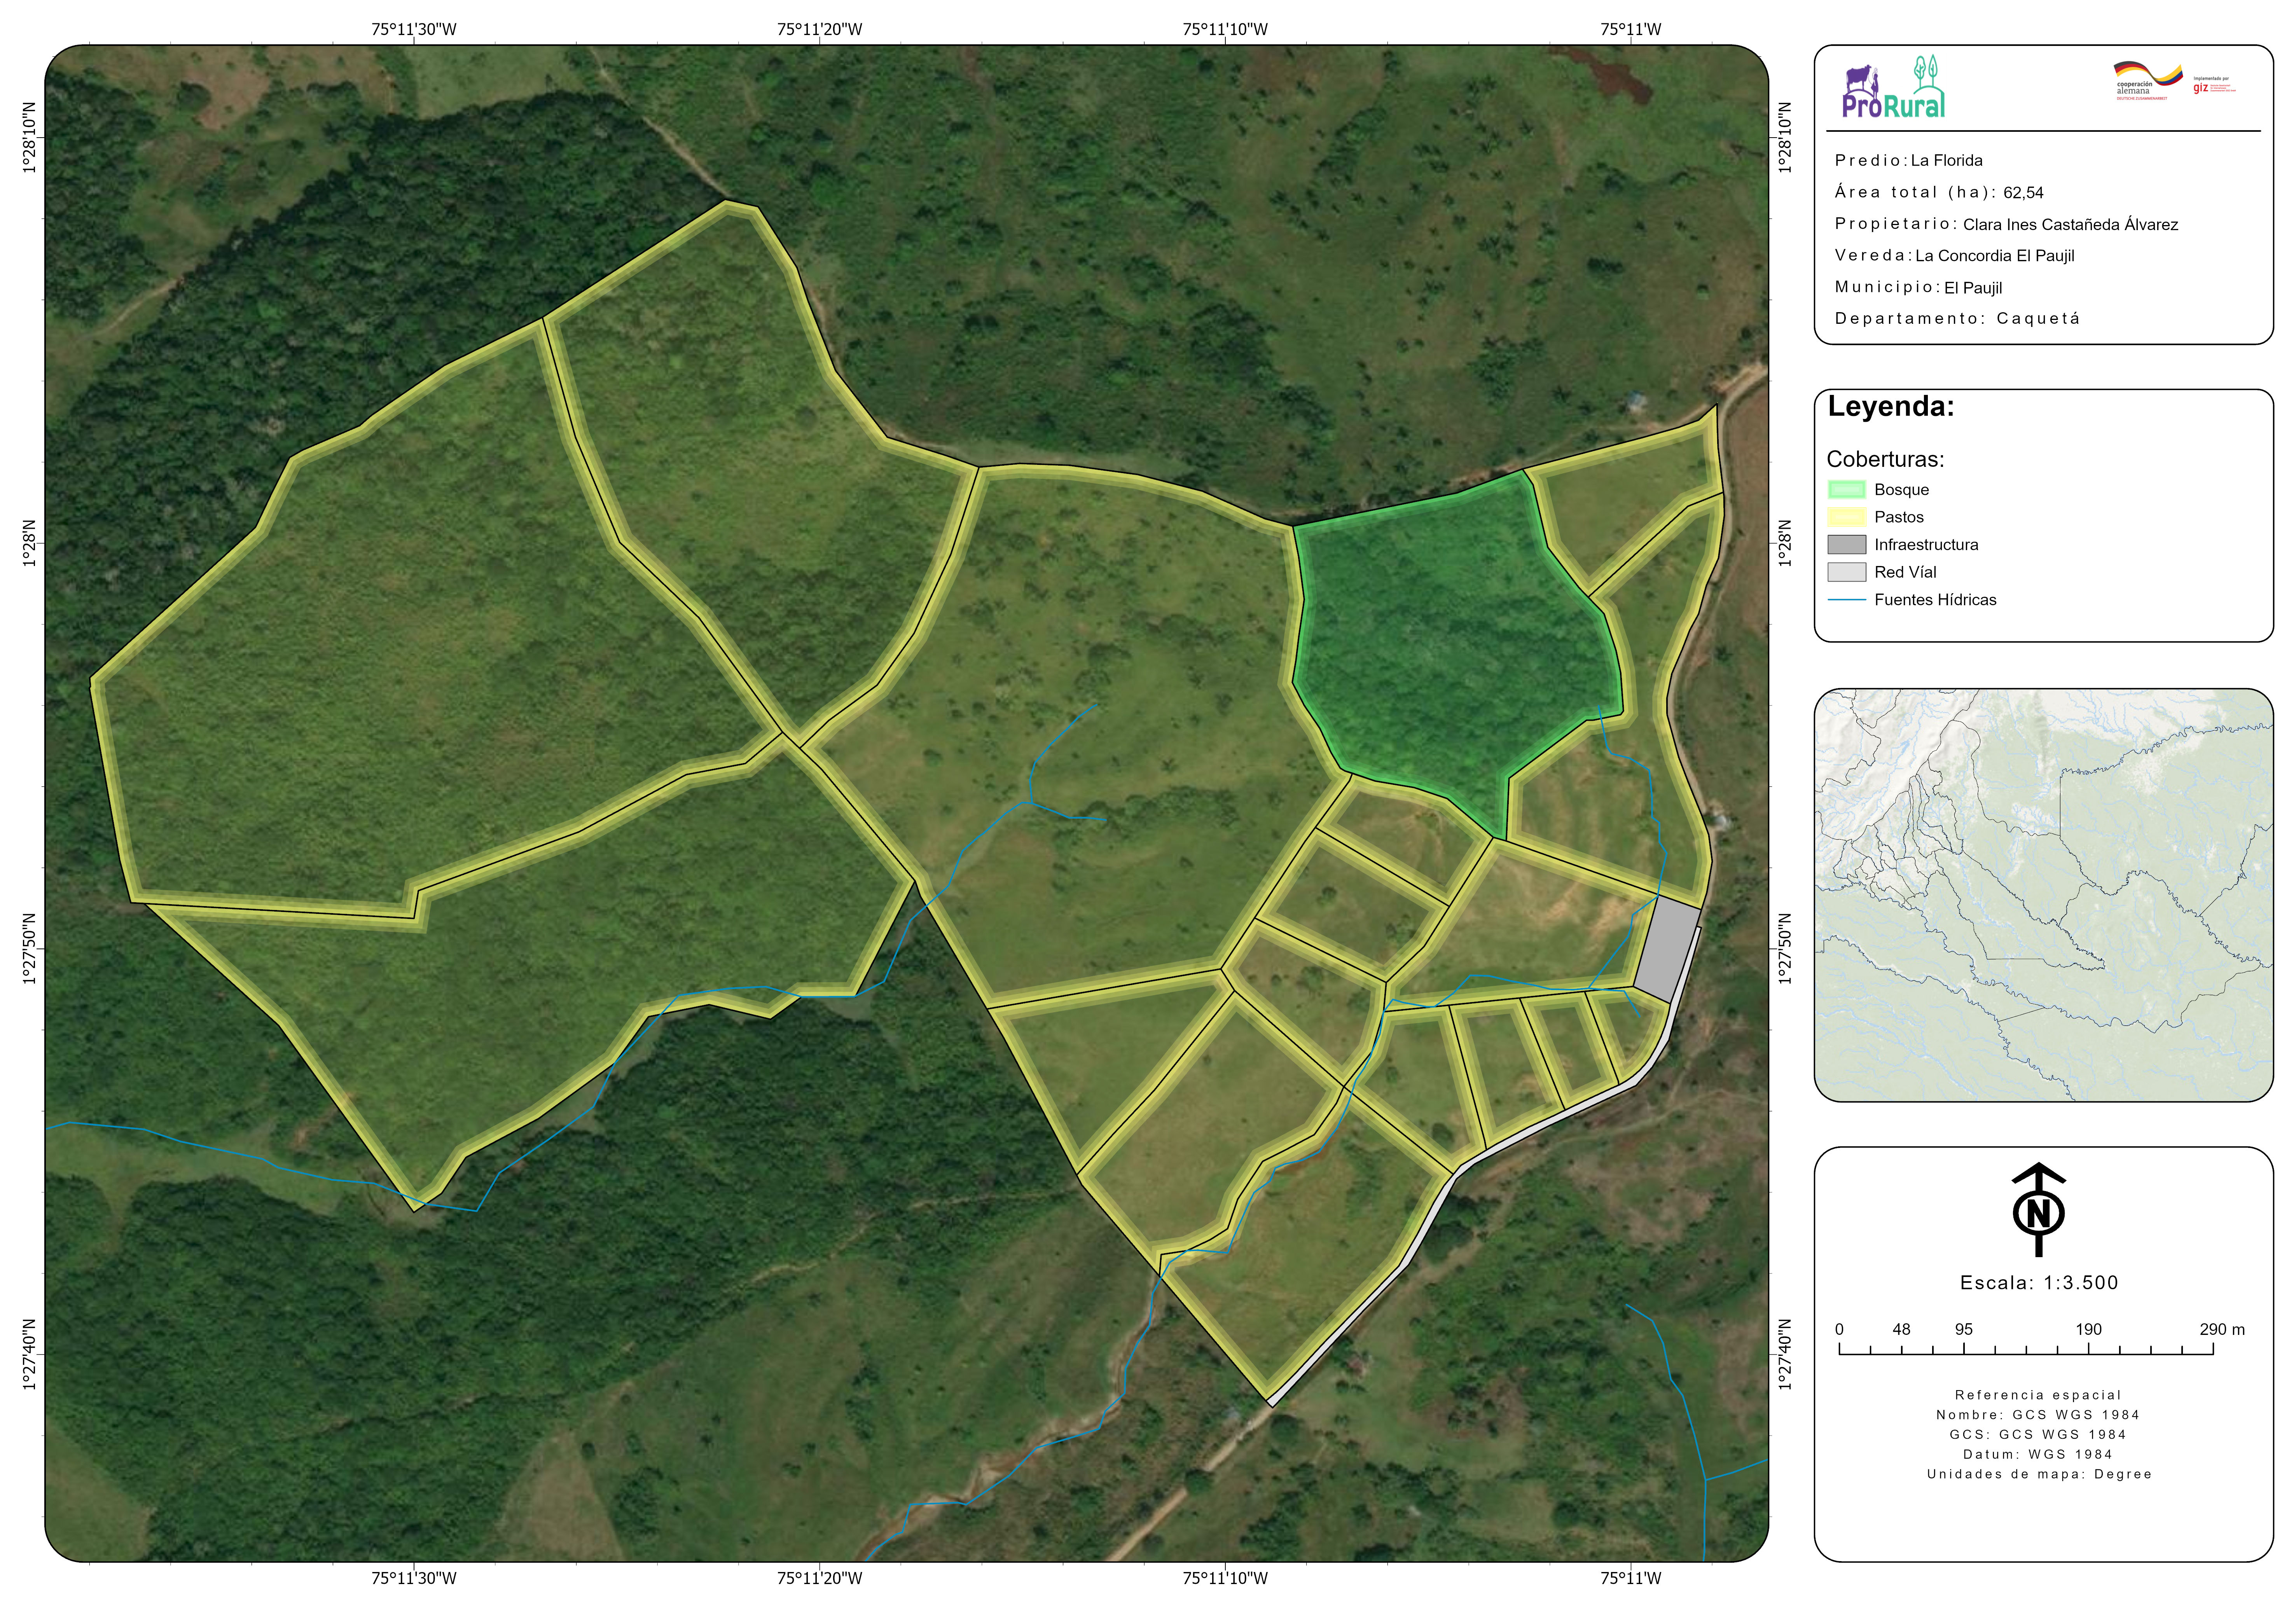 75°11'30"W 75°11'20"W 75°11'10"W 75°11'W
1°28'10"N 1°28'10"N
1°28'N 1°28'N
1°27'50"N 1°27'50"N
1°27'40"N 1°27'40"N
75°11'30"W 75°11'20"W 75°11'10"W 75°11'W
ProRural
cooperación
alemana
DEUTSCHE ZUSAMMENARBEIT
Implementado por
giz
Predio: La Florida
Área total (ha): 62,54
Propietario: Clara Ines Castañeda Álvarez
Vereda: La Concordia El Paujil
Municipio: El Paujil
Departamento: Caquetá
Leyenda:
Coberturas:
Bosque
Pastos
Infraestructura
Red Víal
Fuentes Hídricas
N
Escala: 1:3.500
0 48 95 190 290 m
Referencia espacial
Nombre: GCS WGS 1984
GCS: GCS WGS 1984
Datum: WGS 1984
Unidades de mapa: Degree